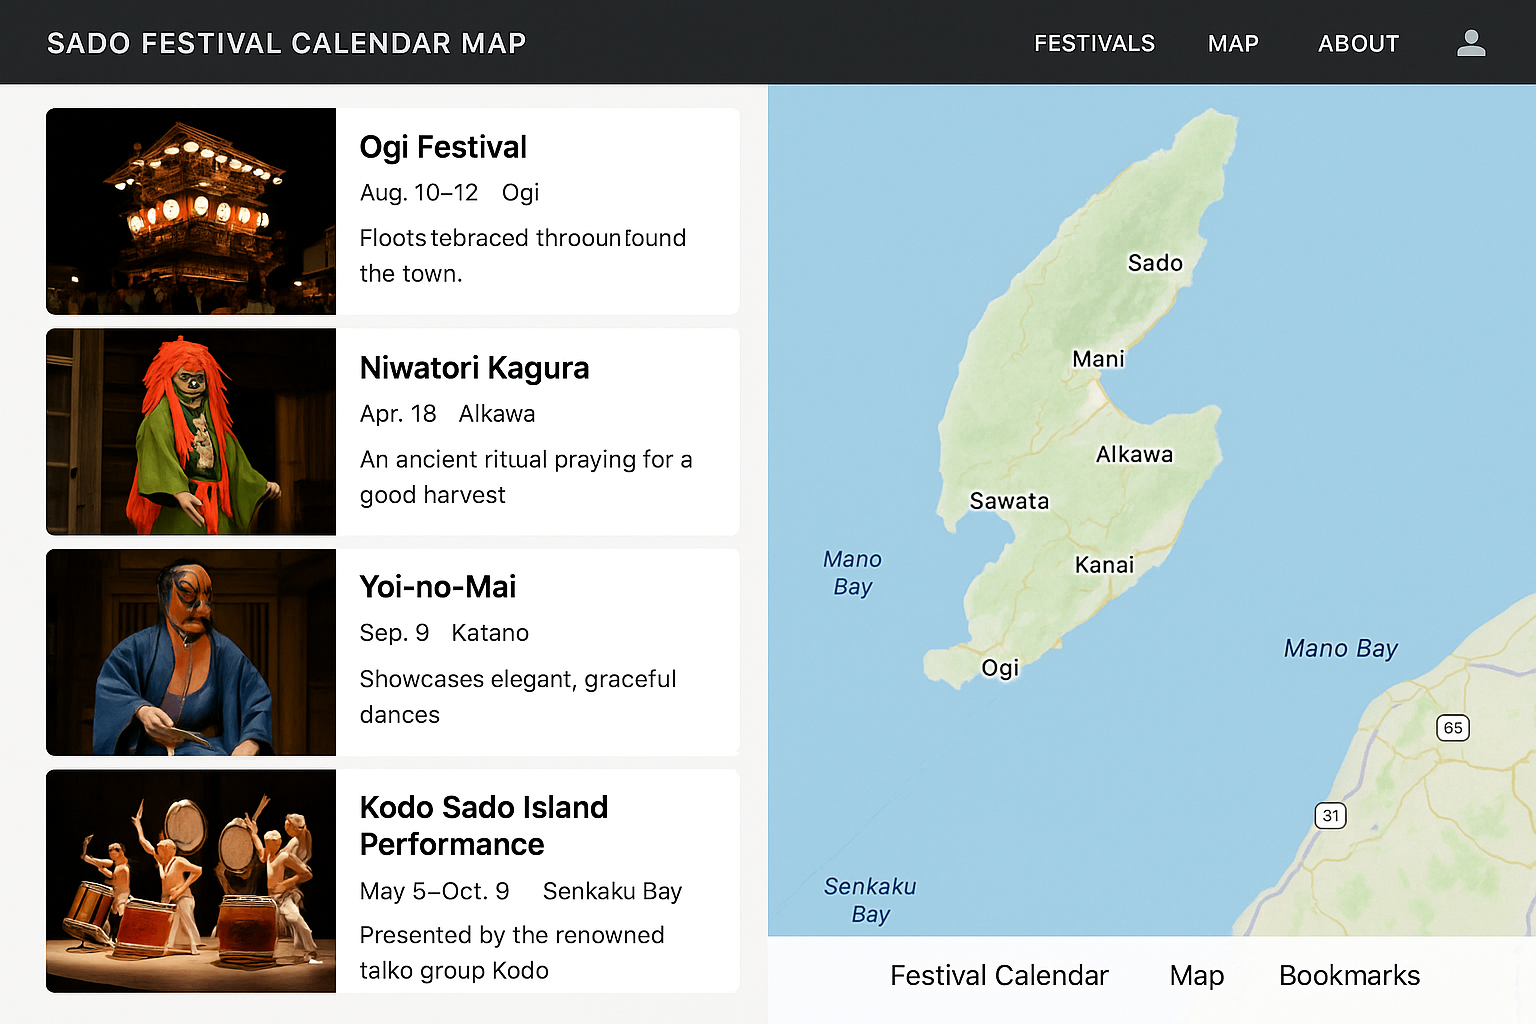 SADO FESTIVAL CALENDAR MAP
FESTIVALS MAP ABOUT
Ogi Festival
Aug. 10–12 Ogi
Floots tebraced throoun
the town.
Niwatori Kagura
Apr. 18 Alkawa
An ancient ritual praying for a
good harvest
Yoi-no-Mai
Sep. 9 Katano
Showcases elegant, graceful
dances
Kodo Sado Island
Performance
May 5–Oct. 9 Senkaku Bay
Presented by the renowned
talko group Kodo
Sado
Mani
Alkawa
Sawata
Kanai
Mano
Bay
Mano Bay
Ogi
65
31
Senkaku
Bay
Festival Calendar Map Bookmarks